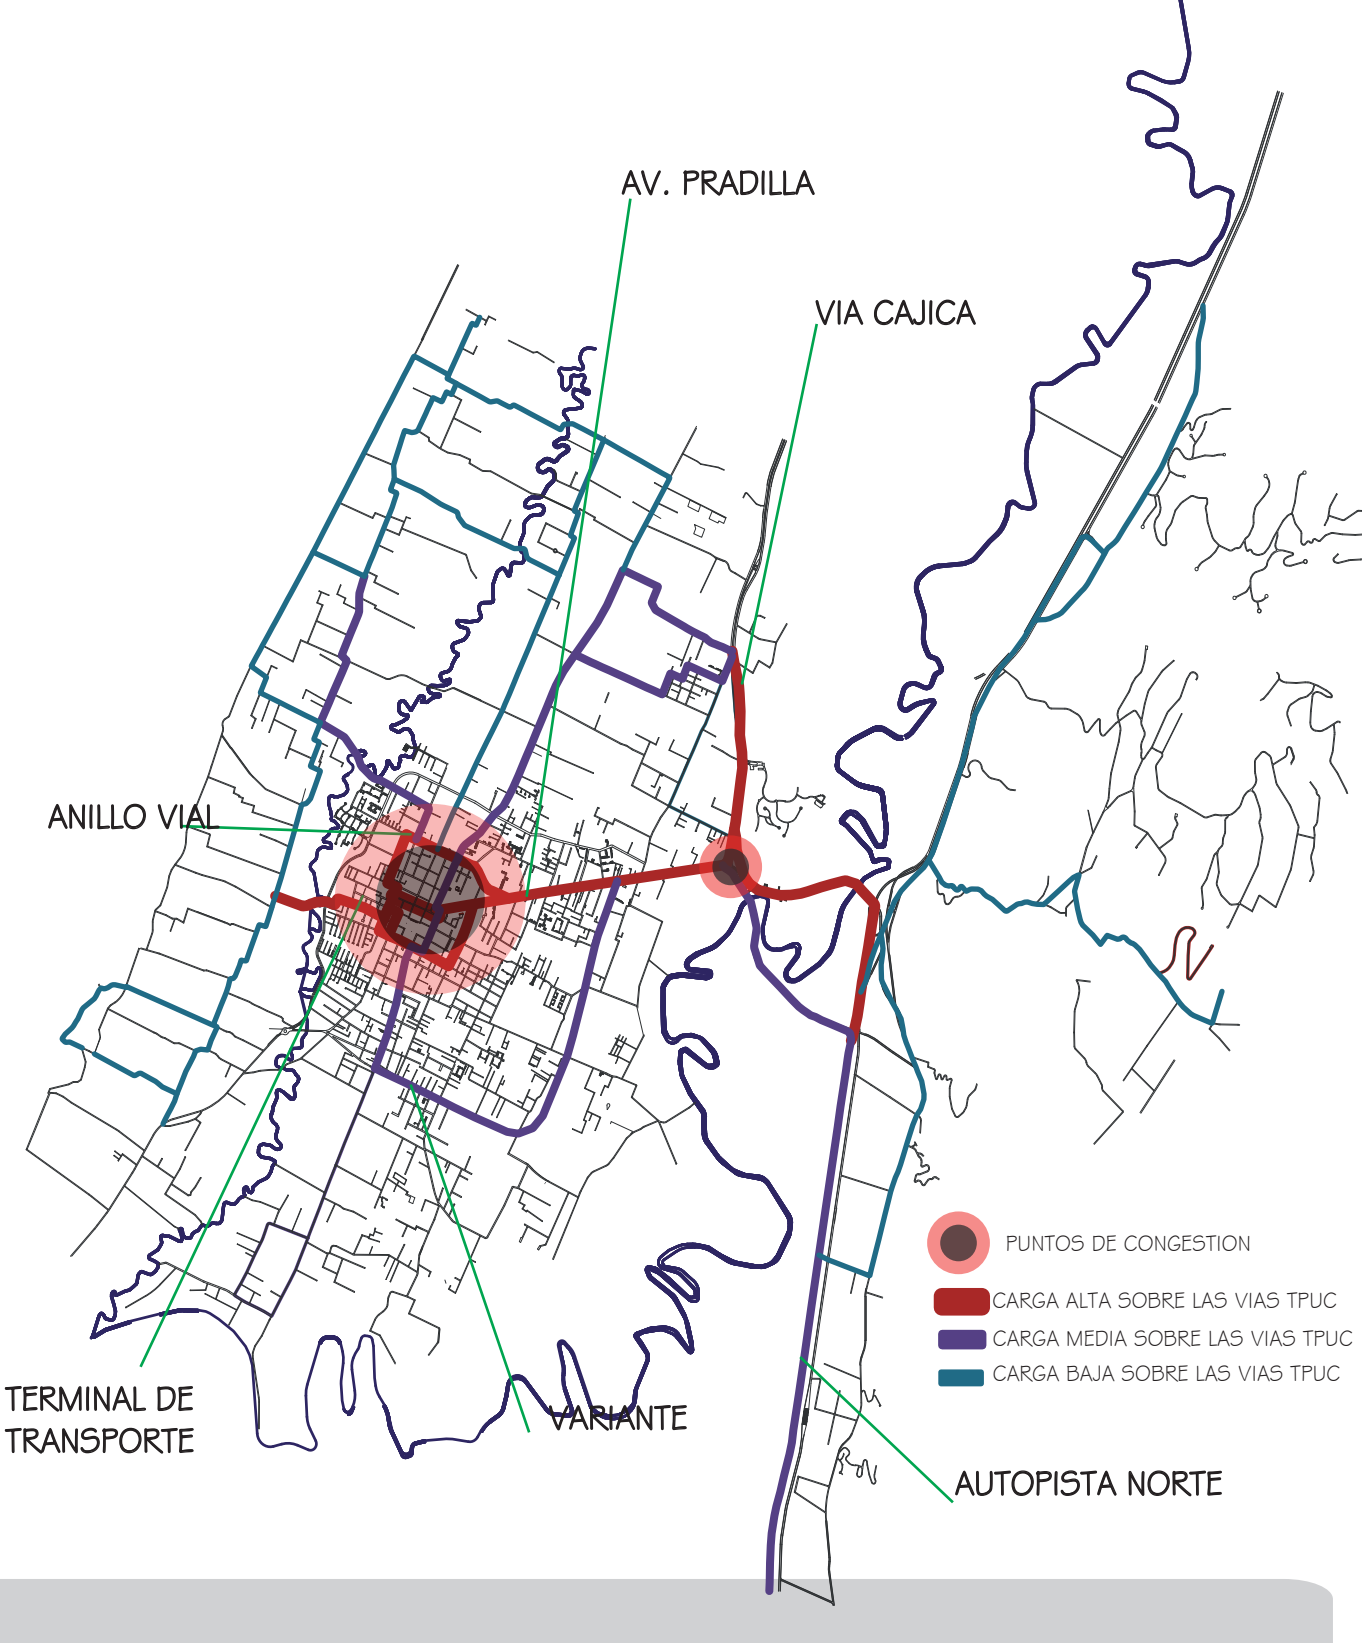 AV. PRADILLA
VIA CAJICA
ANILLO VIAL
PUNTOS DE CONGESTION
CARGA ALTA SOBRE LAS VIAS TPUC
CARGA MEDIA SOBRE LAS VIAS TPUC
CARGA BAJA SOBRE LAS VIAS TPUC
TERMINAL DE
TRANSPORTE
VARIANTE
AUTOPISTA NORTE